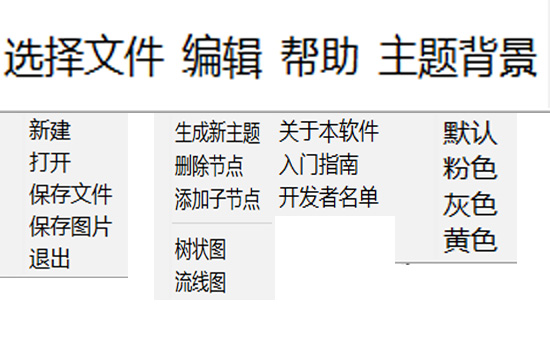 选择文件 编辑 帮助 主题背景
新建
打开
保存文件
保存图片
退出
生成新主题
删除节点
添加子节点
树状图
流线图
关于本软件
入门指南
开发者名单
默认
粉色
灰色
黄色